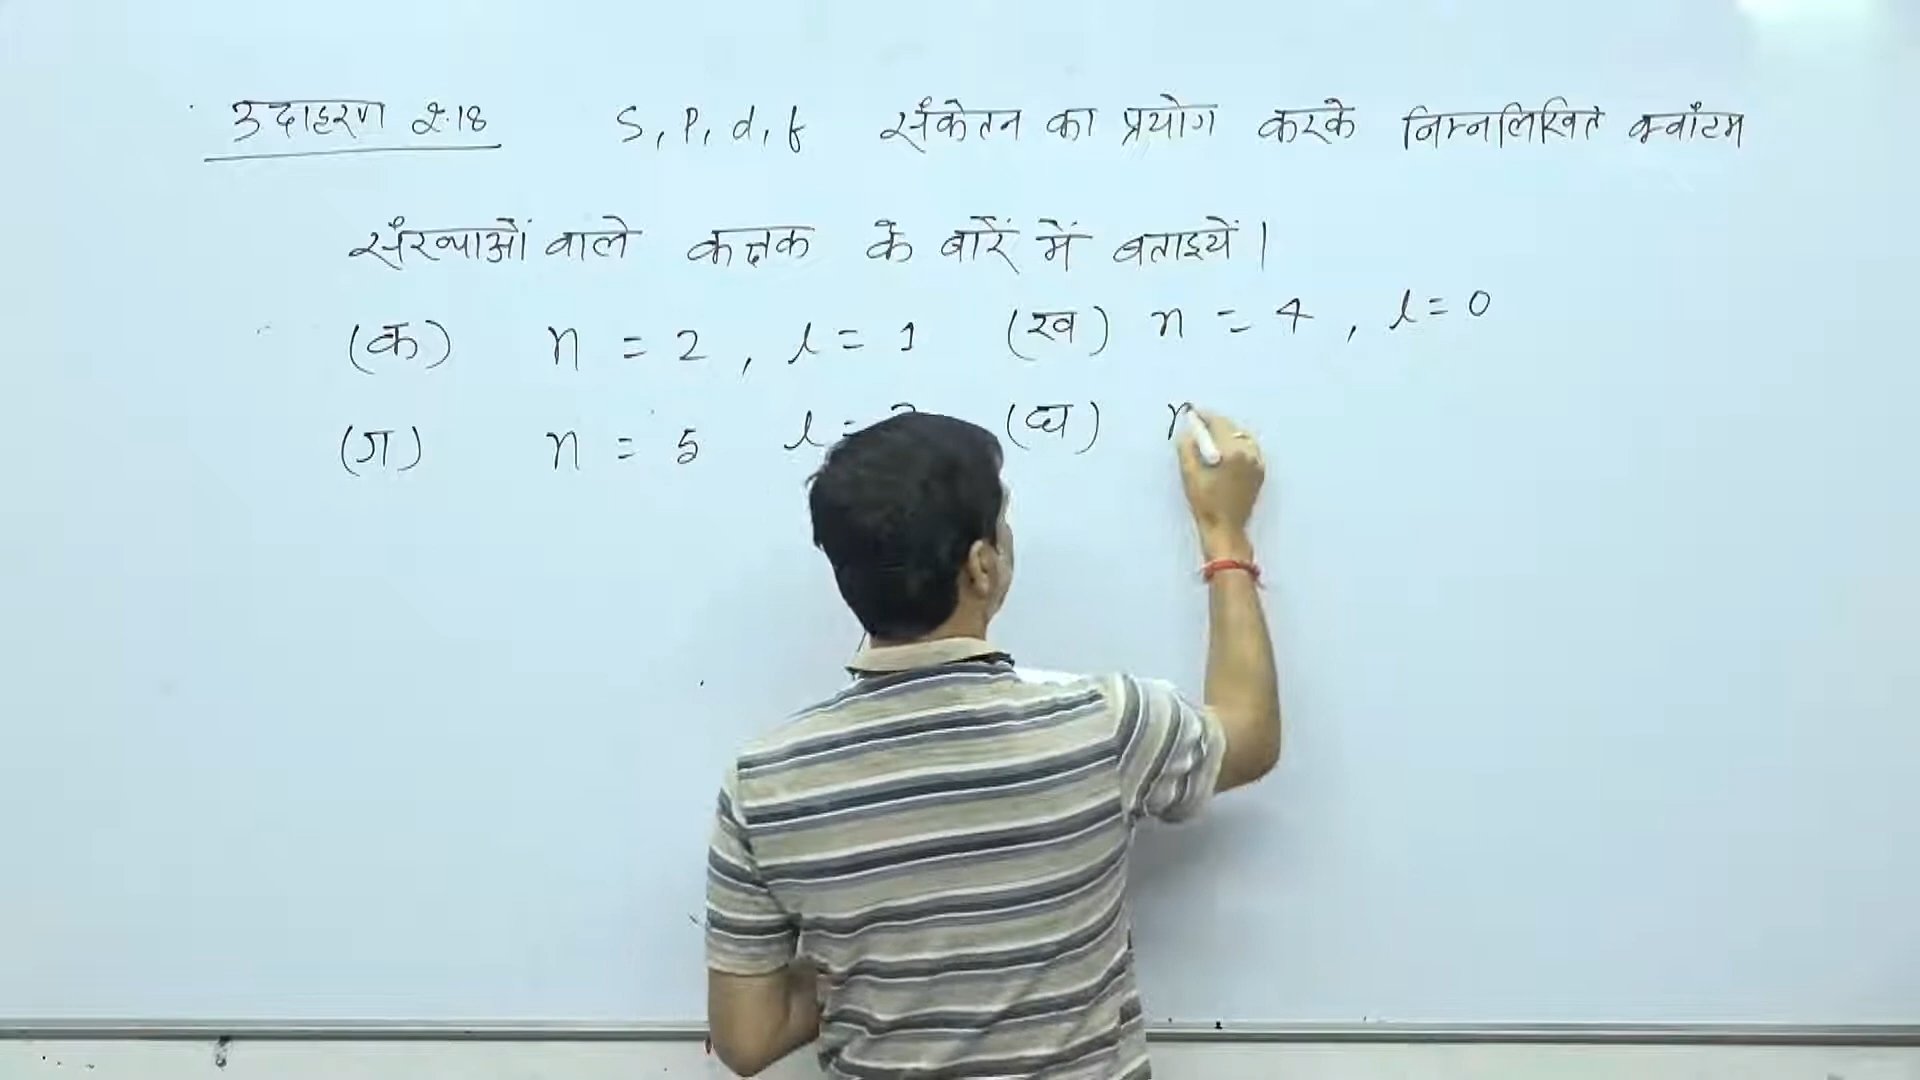 उदाहरण 2.18 s, p, d, f संकेतन का प्रयोग करके निम्नलिखित क्वांटम
संख्याओं वाले कक्षक के बारें में बताइयें।
(क) n = 2, l = 1 (ख) n = 4, l = 0
(ग) n = 5 l = (घ) n